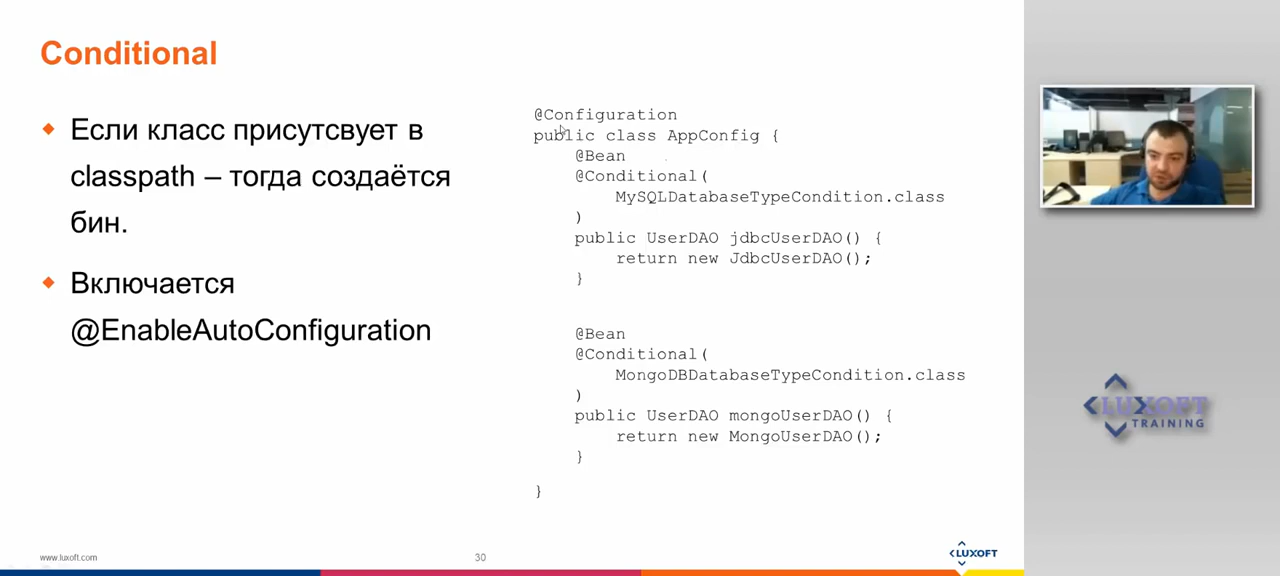 Conditional
Если класс присутсвует в
classpath – тогда создаётся
бин.
Включается
@EnableAutoConfiguration
@Configuration
public class AppConfig {
@Bean
@Conditional(
MySQLDatabaseTypeCondition.class
)
public UserDAO jdbcUserDAO() {
return new JdbcUserDAO();
}
@Bean
@Conditional(
MongoDBDatabaseTypeCondition.class
)
public UserDAO mongoUserDAO() {
return new MongoUserDAO();
}
}
www.luxoft.com
30
LUXOFT
LUXOFT
TRAINING